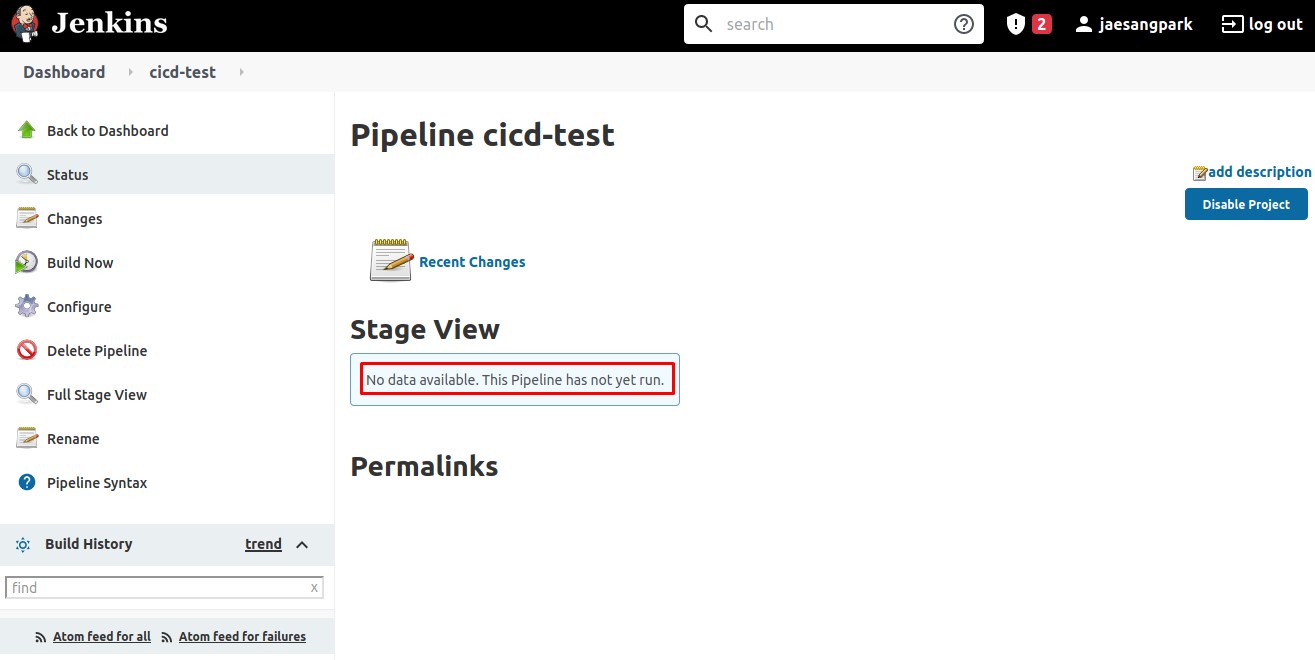 Jenkins
search
2
jaesangpark
log out
Dashboard
cicd-test
Back to Dashboard
Status
Changes
Build Now
Configure
Delete Pipeline
Full Stage View
Rename
Pipeline Syntax
Build History
trend
find
x
Atom feed for all
Atom feed for failures
Pipeline cicd-test
add description
Disable Project
Recent Changes
Stage View
No data available. This Pipeline has not yet run.
Permalinks